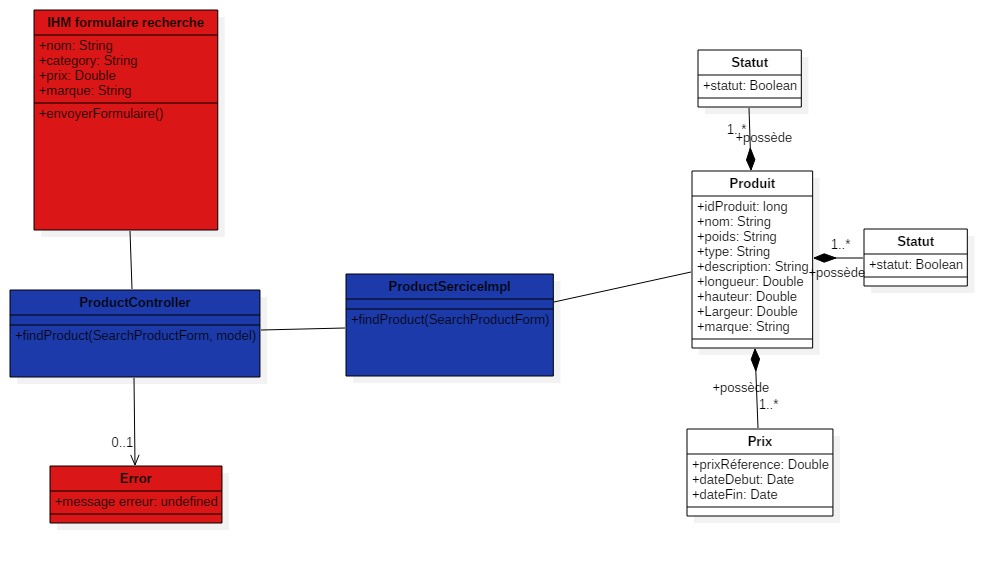 IHM formulaire recherche
+nom: String
+category: String
+prix: Double
+marque: String
+envoyerFormulaire()
ProductController
+findProduct(SearchProductForm, model)
0..1
Error
+message erreur: undefined
ProductSerciceImpl
+findProduct(SearchProductForm)
Statut
+statut: Boolean
1..*
+possède
Produit
+idProduit: long
+nom: String
+poids: String
+type: String
+description: String
+longueur: Double
+hauteur: Double
+Largeur: Double
+marque: String
1..*
+possède
Statut
+statut: Boolean
+possède
1..*
Prix
+prixRéference: Double
+dateDebut: Date
+dateFin: Date